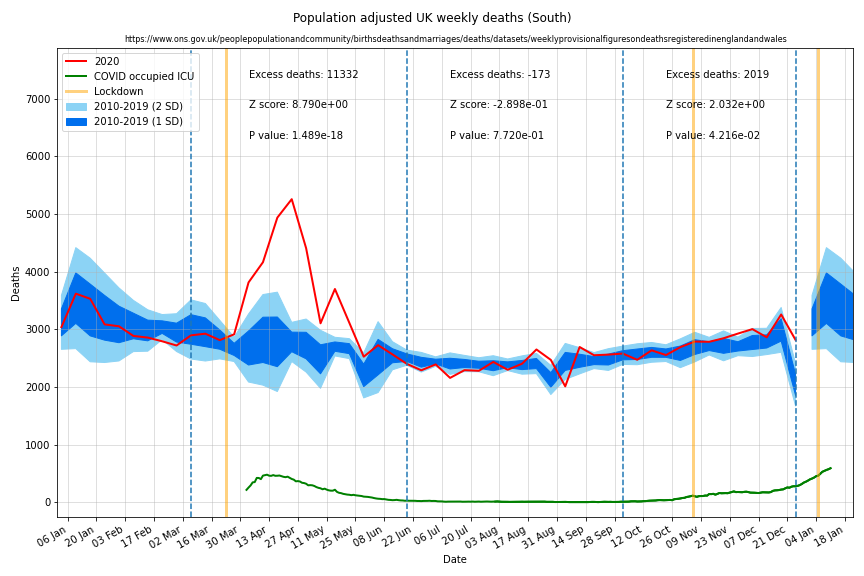 Population adjusted UK weekly deaths (South)
https://www.ons.gov.uk/peoplepopulationandcommunity/birthsdeathsandmarriages/deaths/datasets/weeklyprovisionalfiguresondeathsregisteredinenglandandwales
2020
COVID occupied ICU
Lockdown
2010-2019 (2 SD)
2010-2019 (1 SD)
Excess deaths: 11332
Z score: 8.790e+00
P value: 1.489e-18
Excess deaths: -173
Z score: -2.898e-01
P value: 7.720e-01
Excess deaths: 2019
Z score: 2.032e+00
P value: 4.216e-02
Deaths
7000
6000
5000
4000
3000
2000
1000
0
06 Jan
20 Jan
03 Feb
17 Feb
02 Mar
16 Mar
30 Mar
13 Apr
27 Apr
11 May
25 May
08 Jun
22 Jun
06 Jul
20 Jul
03 Aug
17 Aug
31 Aug
14 Sep
28 Sep
12 Oct
26 Oct
09 Nov
23 Nov
07 Dec
21 Dec
04 Jan
18 Jan
Date